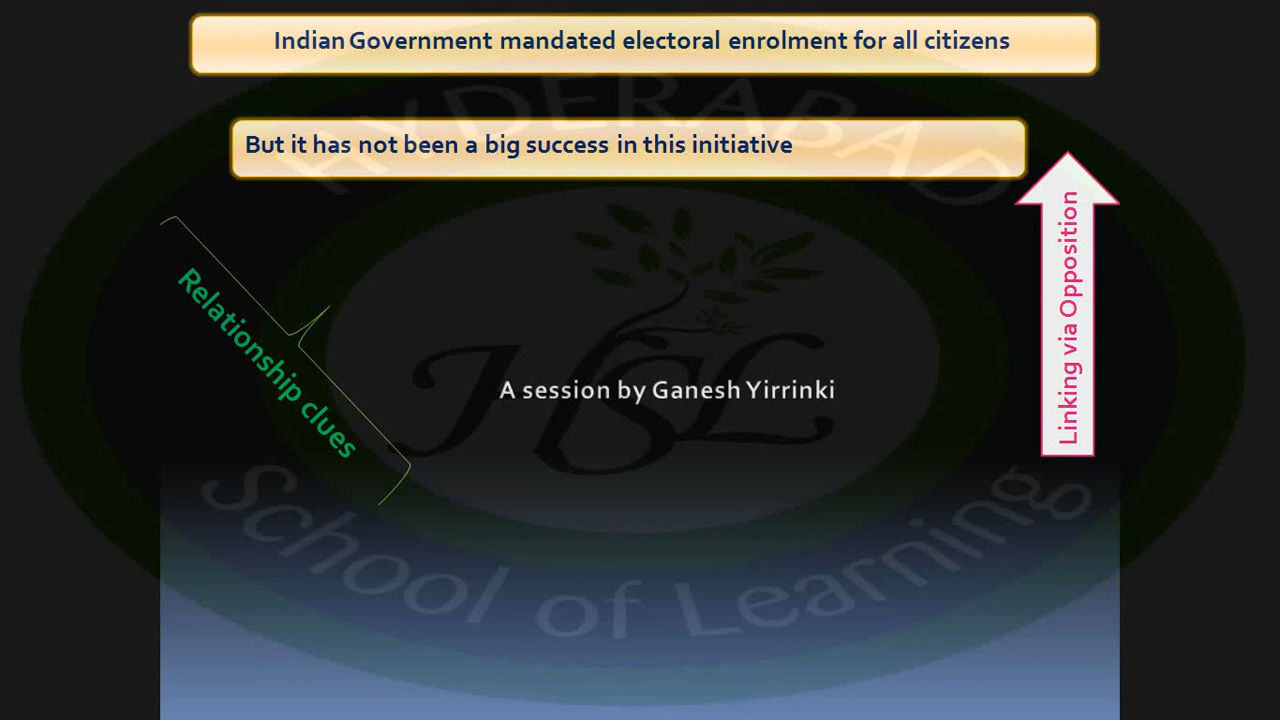 Indian Government mandated electoral enrolment for all citizens
But it has not been a big success in this initiative
HYDERABAD
Relationship clues
Linking via Opposition
HSL
A session by Ganesh Yirrinki
School of Learning